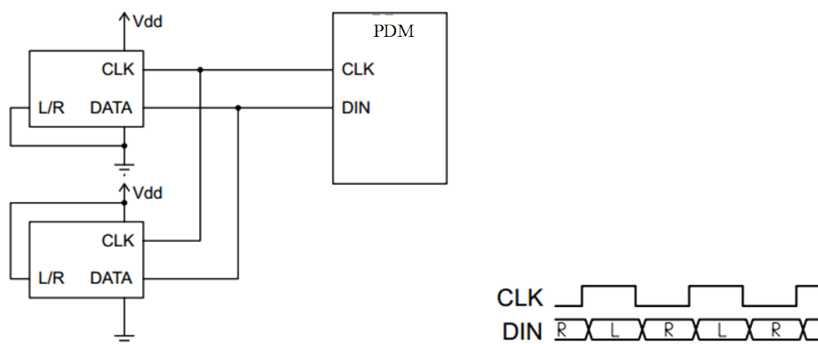 Vdd
CLK
L/R DATA
PDM
CLK
DIN
Vdd
CLK
L/R DATA
CLK
DIN R L R L R